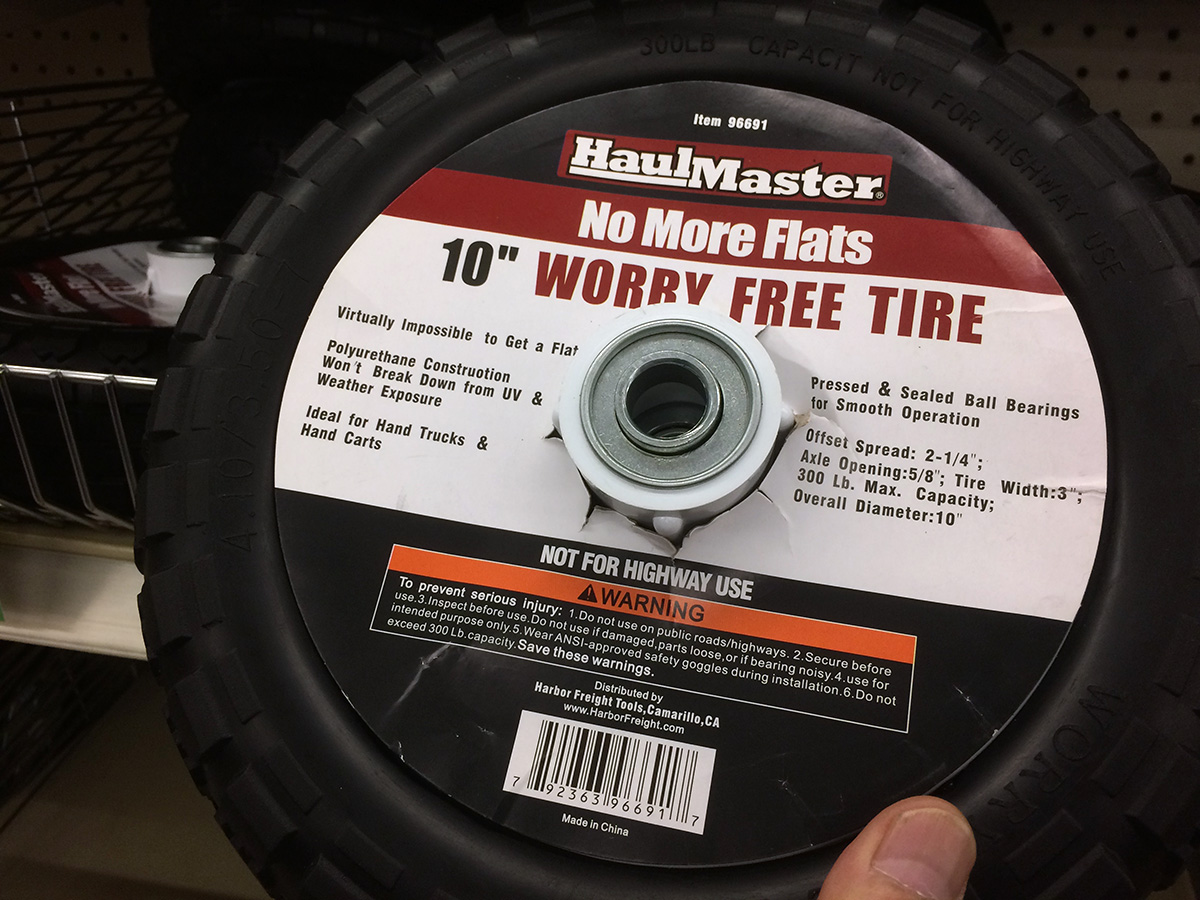 300LB CAPACIT NOT FOR HIGHWAY USE
Item 96691
HaulMaster®
No More Flats
10" WORRY FREE TIRE
Virtually Impossible to Get a Flat
Polyurethane Construotion
Won't Break Down from UV &
Weather Exposure
Ideal for Hand Trucks &
Hand Carts
Pressed & Sealed Ball Bearings
for Smooth Operation
Offset Spread: 2-1/4";
Axle Opening:5/8"; Tire Width:3";
300 Lb. Max. Capacity;
Overall Diameter:10"
410/350
NOT FOR HIGHWAY USE
WARNING
To prevent serious injury: 1.Do not use on public roads/highways. 2.Secure before
use.3.Inspect before use.Do not use if damaged,parts loose,or if bearing noisy.4.use for
intended purpose only.5.Wear ANSI-approved safety goggles during installation.6.Do not
exceed 300 Lb.capacity.Save these warnings.
Distributed by
Harbor Freight Tools,Camarillo,CA
www.HarborFreight.com
7 92363 96691 7
Made in China
WORRY